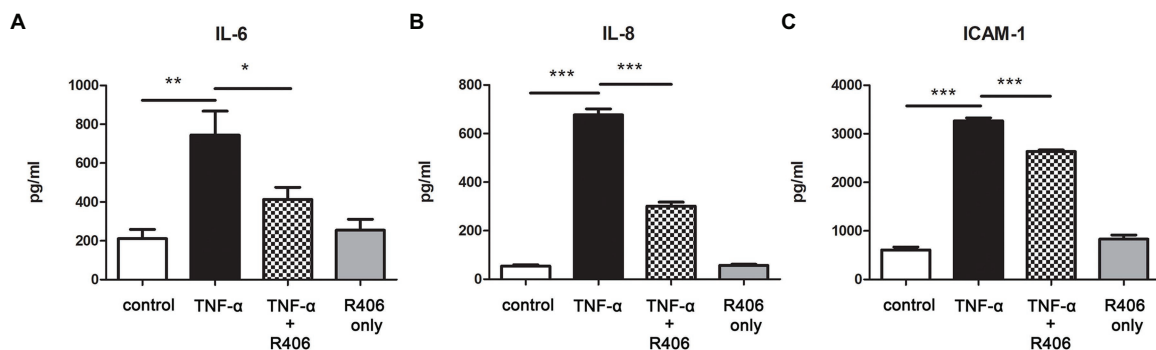 A
IL-6
** *
1000
800
600
400
200
0
pg/ml
control TNF-α TNF-α R406
+ only
R406
B
IL-8
*** ***
800
600
400
200
0
pg/ml
control TNF-α TNF-α R406
+ only
R406
C
ICAM-1
*** ***
4000
3000
2000
1000
0
pg/ml
control TNF-α TNF-α R406
+ only
R406